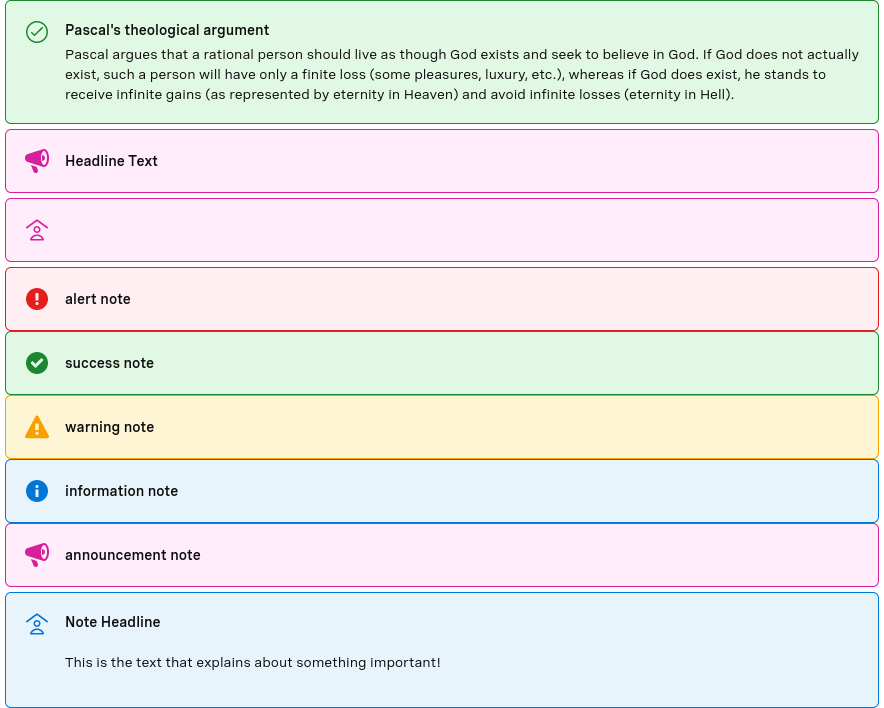 Pascal's theological argument
Pascal argues that a rational person should live as though God exists and seek to believe in God. If God does not actually
exist, such a person will have only a finite loss (some pleasures, luxury, etc.), whereas if God does exist, he stands to
receive infinite gains (as represented by eternity in Heaven) and avoid infinite losses (eternity in Hell).
Headline Text
alert note
success note
warning note
information note
announcement note
Note Headline
This is the text that explains about something important!